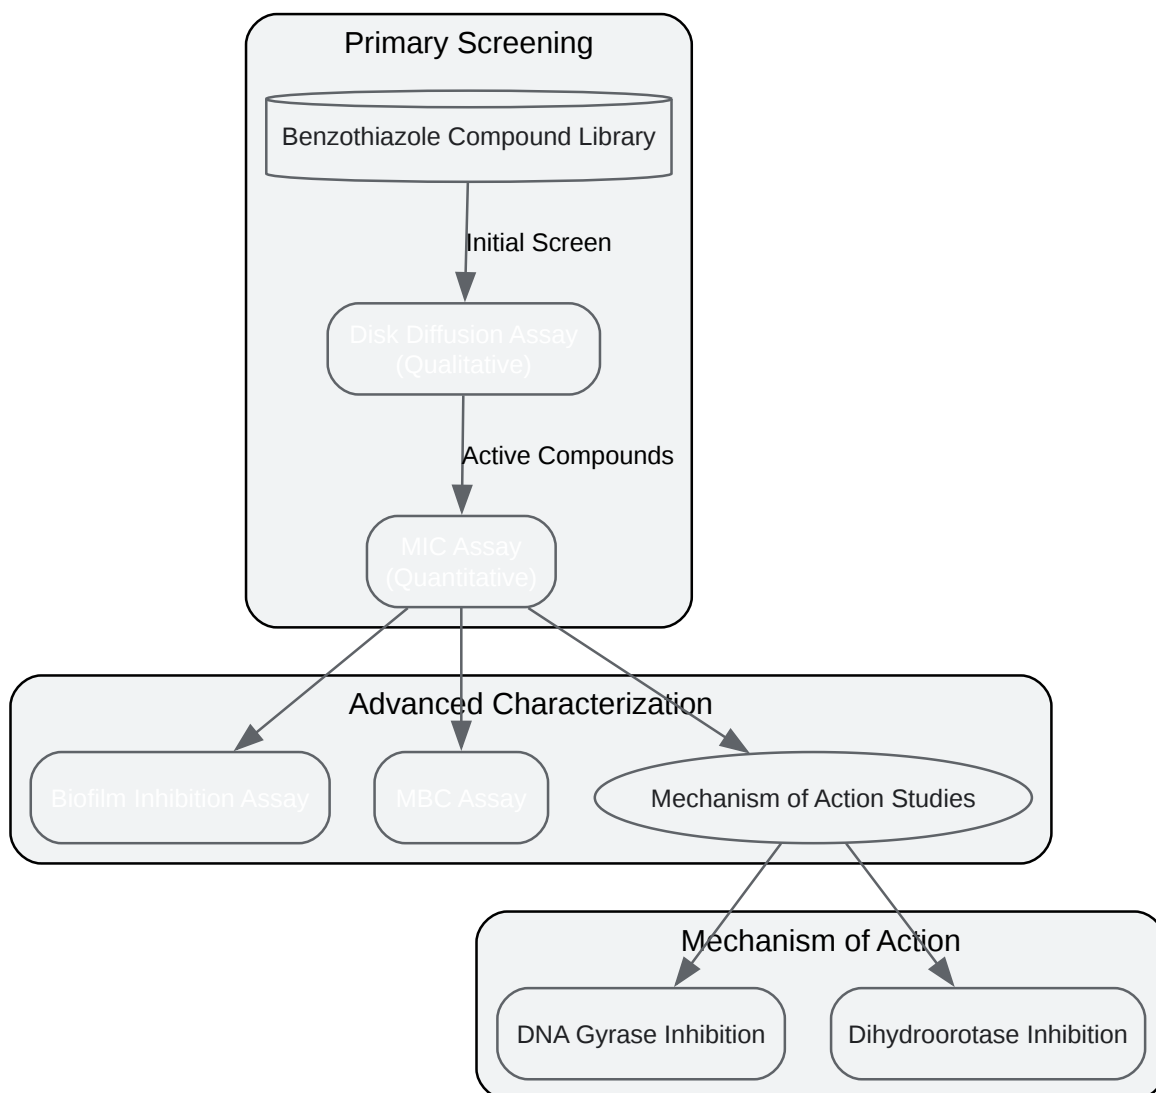 Primary Screening
Benzothiazole Compound Library
Initial Screen
Disk Diffusion Assay
(Qualitative)
Active Compounds
MIC Assay
(Quantitative)
Advanced Characterization
Biofilm Inhibition Assay
MBC Assay
Mechanism of Action Studies
Mechanism of Action
DNA Gyrase Inhibition
Dihydroorotase Inhibition